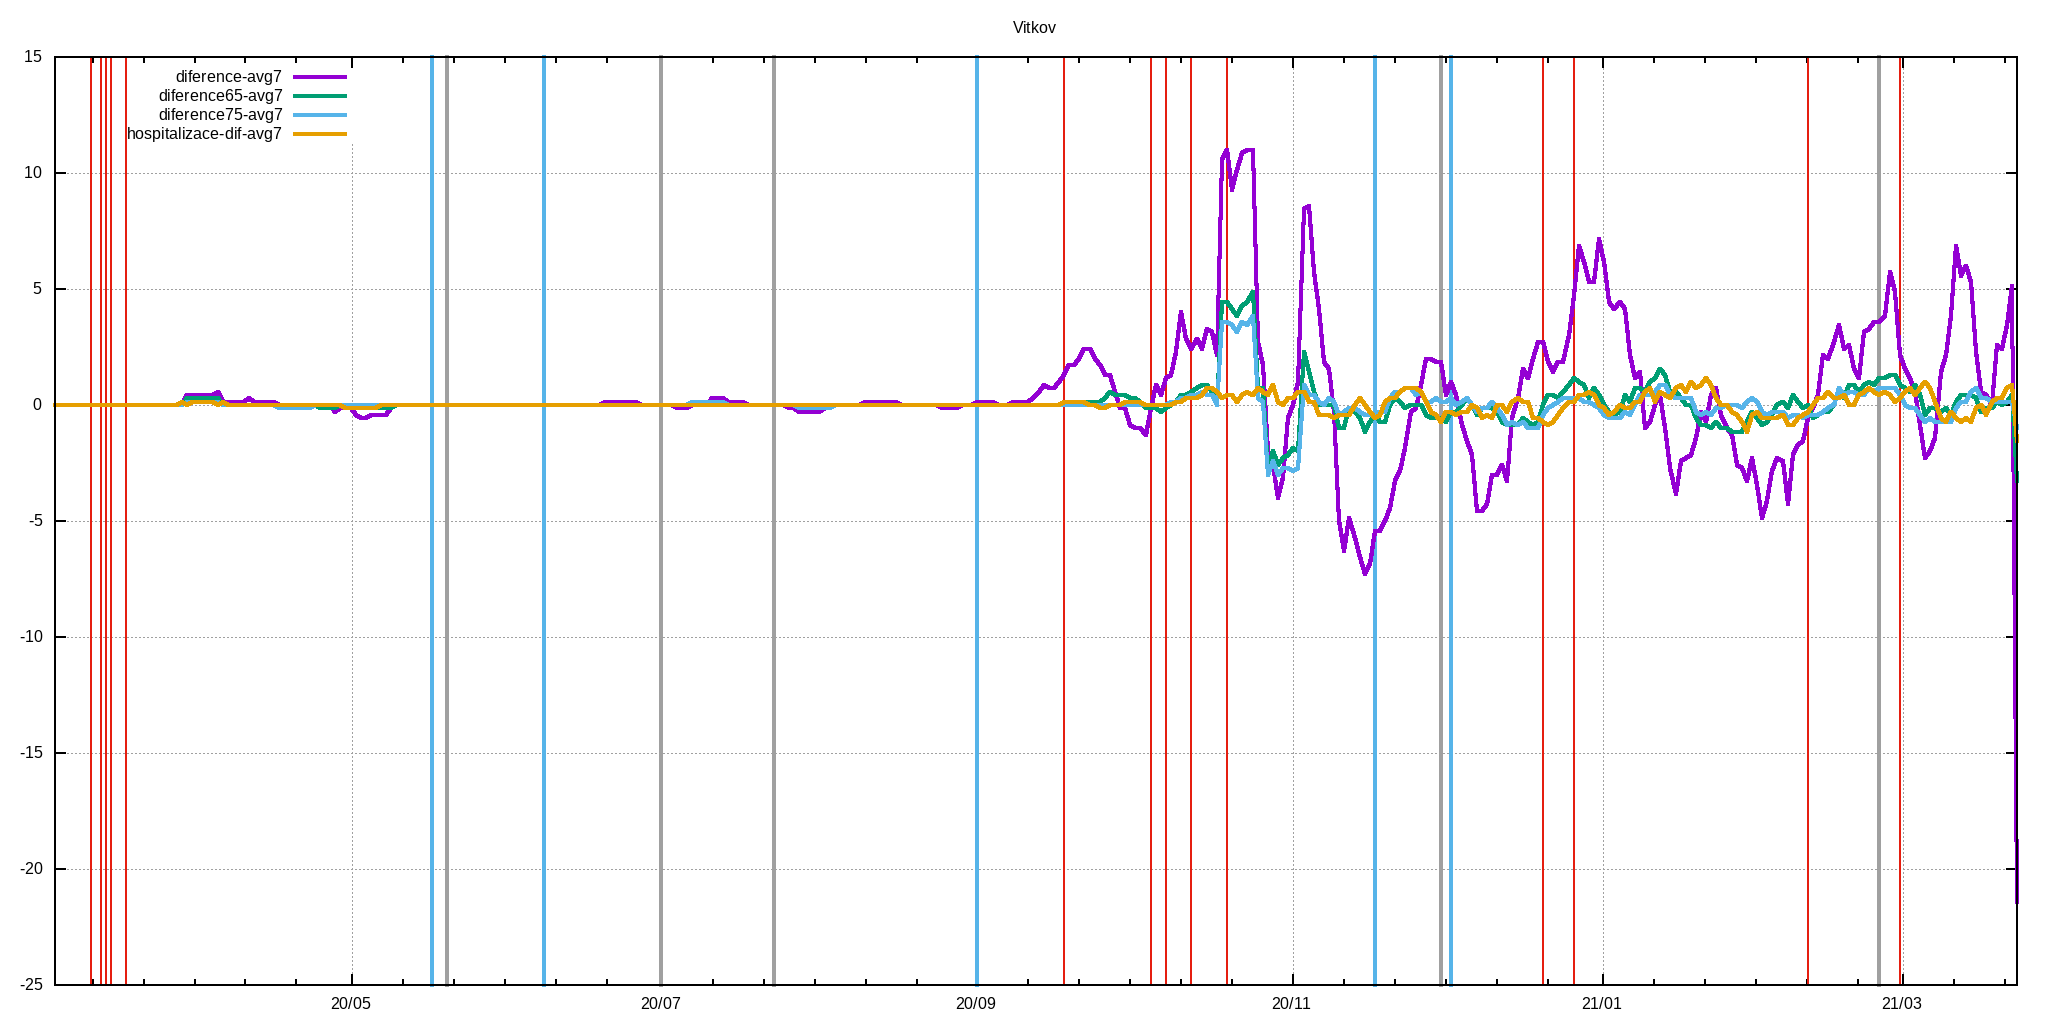 Vitkov
15
diference-avg7
diference65-avg7
diference75-avg7
hospitalizace-dif-avg7
10
5
0
-5
-10
-15
-20
-25
20/05 20/07 20/09 20/11 21/01 21/03